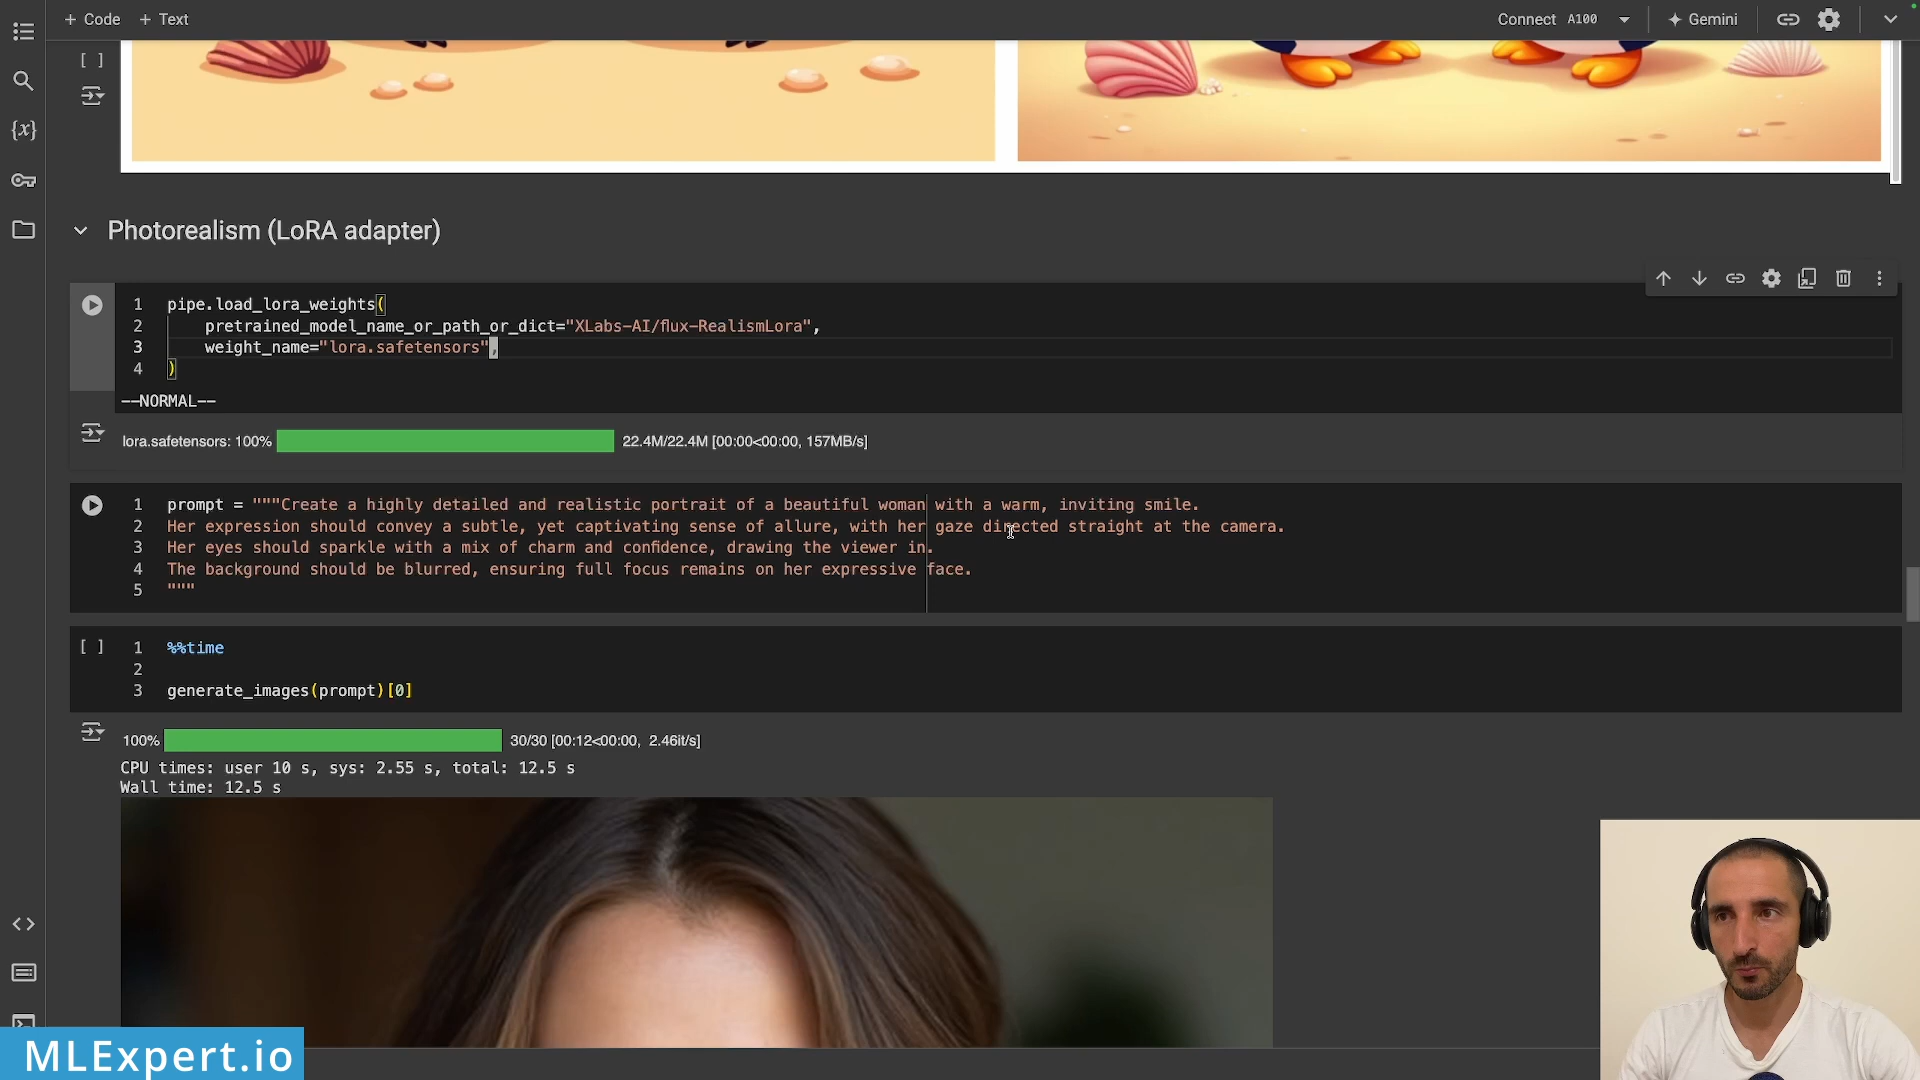 + Code + Text
Connect A100
Gemini
[ ]
{x}
Photorealism (LoRA adapter)
1 pipe.load_lora_weights(
2 pretrained_model_name_or_path_or_dict="XLabs-AI/flux-RealismLora",
3 weight_name="lora.safetensors",
4 )
--NORMAL--
lora.safetensors: 100% 22.4M/22.4M [00:00<00:00, 157MB/s]
1 prompt = """Create a highly detailed and realistic portrait of a beautiful woman with a warm, inviting smile.
2 Her expression should convey a subtle, yet captivating sense of allure, with her gaze directed straight at the camera.
3 Her eyes should sparkle with a mix of charm and confidence, drawing the viewer in.
4 The background should be blurred, ensuring full focus remains on her expressive face.
5 """
[ ] 1 %%time
2
3 generate_images(prompt)[0]
100% 30/30 [00:12<00:00, 2.46it/s]
CPU times: user 10 s, sys: 2.55 s, total: 12.5 s
Wall time: 12.5 s
MLExpert.io